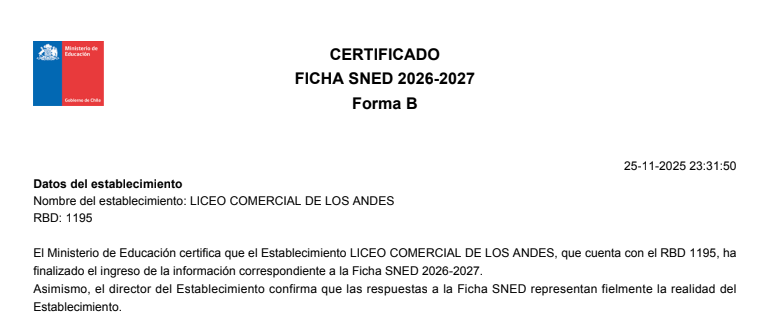 Ministerio de
Educación
Gobierno de Chile
CERTIFICADO
FICHA SNED 2026-2027
Forma B
25-11-2025 23:31:50
Datos del establecimiento
Nombre del establecimiento: LICEO COMERCIAL DE LOS ANDES
RBD: 1195
El Ministerio de Educación certifica que el Establecimiento LICEO COMERCIAL DE LOS ANDES, que cuenta con el RBD 1195, ha
finalizado el ingreso de la información correspondiente a la Ficha SNED 2026-2027.
Asimismo, el director del Establecimiento confirma que las respuestas a la Ficha SNED representan fielmente la realidad del
Establecimiento.